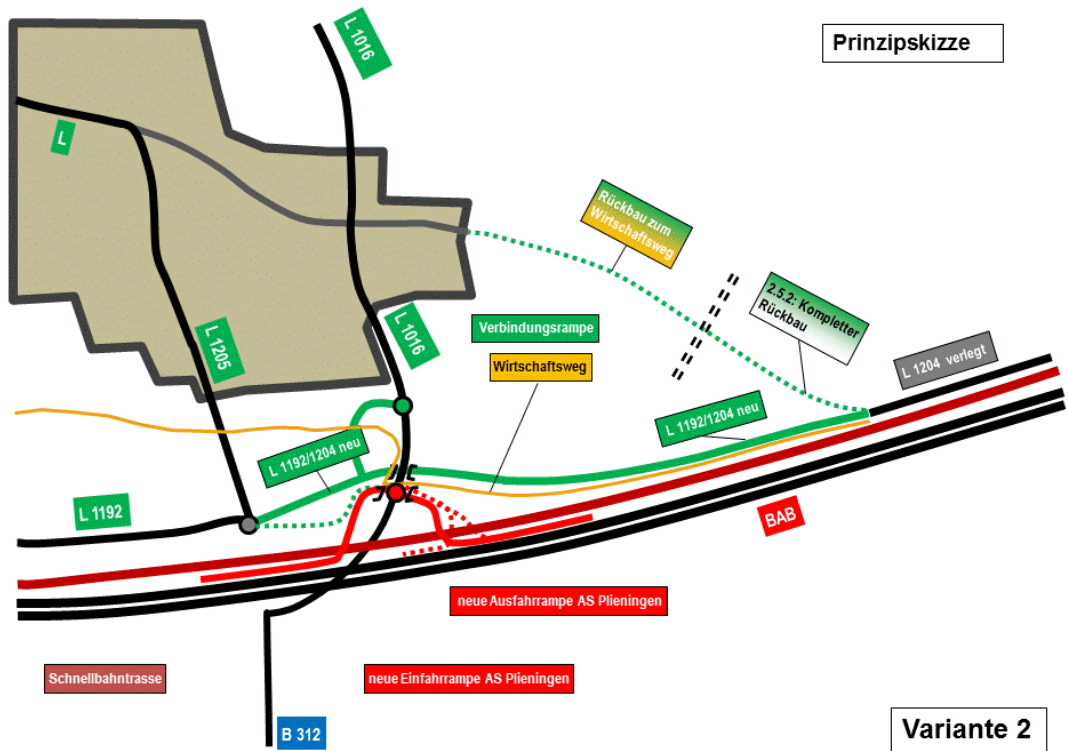 L 1016
Prinzipskizze
L
Rückbau zum
Wirtschaftsweg
2.5.2: Kompletter
Rückbau
L 1205
L 1016
Verbindungsrampe
Wirtschaftsweg
L 1204 verlegt
L 1192/1204 neu
L 1192/1204 neu
L 1192
BAB
neue Ausfahrrampe AS Plieningen
Schnellbahntrasse
neue Einfahrrampe AS Plieningen
B 312
Variante 2